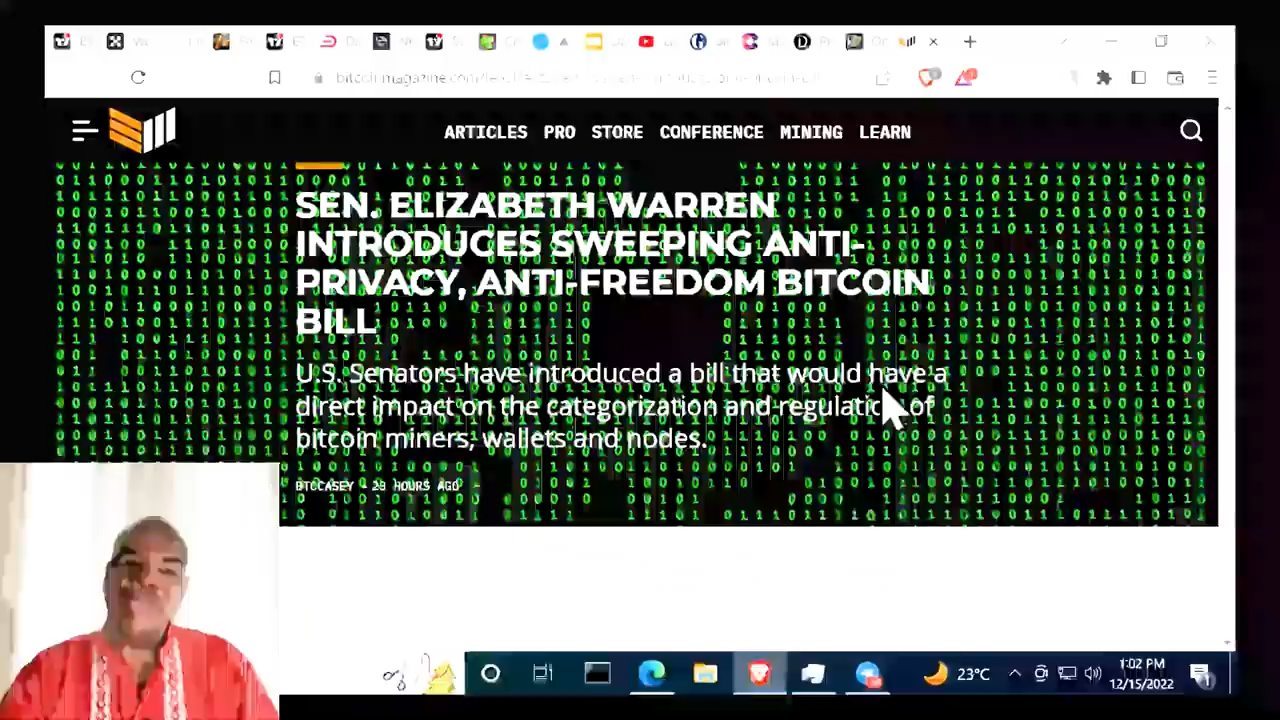 ARTICLES PRO STORE CONFERENCE MINING LEARN
SEN. ELIZABETH WARREN
INTRODUCES SWEEPING ANTI-
PRIVACY, ANTI-FREEDOM BITCOIN
BILL
U.S. Senators have introduced a bill that would have a
direct impact on the categorization and of
bitcoin miners, wallets and nodes.
BTCCASEY - 23 HOURS AGO
23°C
1:02 PM
12/15/2022